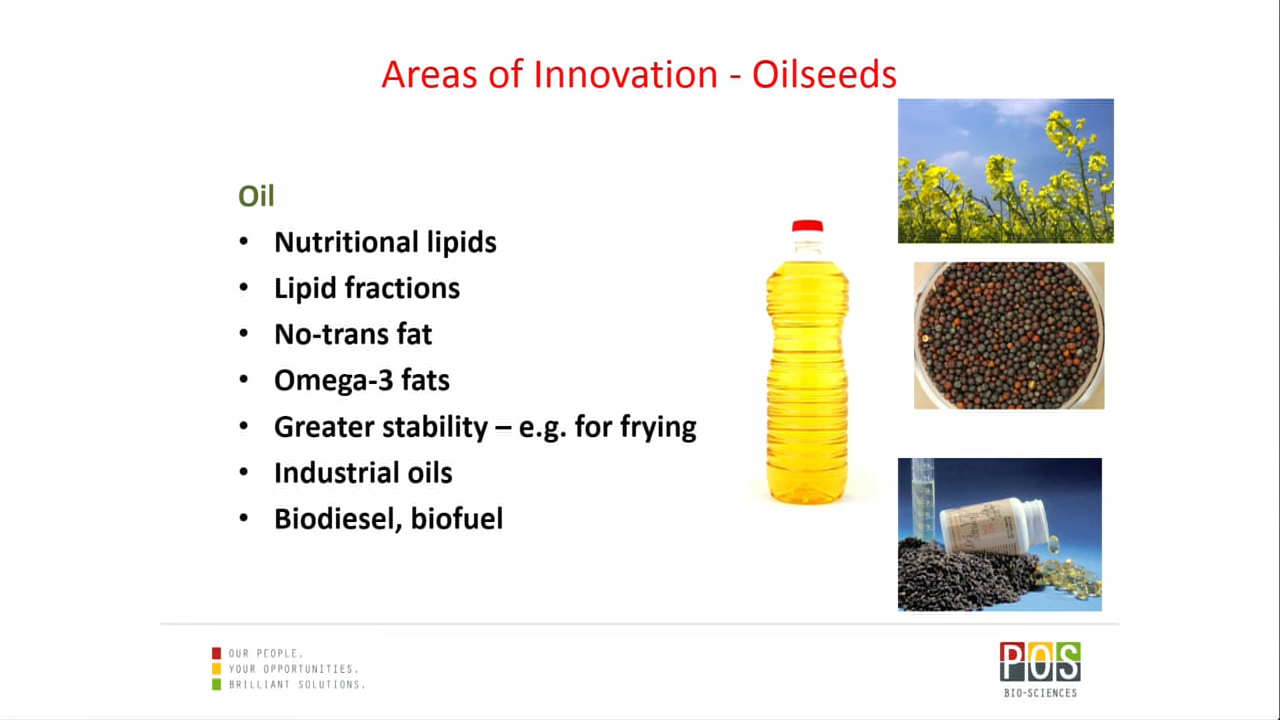 Areas of Innovation - Oilseeds
Oil
• Nutritional lipids
• Lipid fractions
• No-trans fat
• Omega-3 fats
• Greater stability – e.g. for frying
• Industrial oils
• Biodiesel, biofuel
OUR PEOPLE.
YOUR OPPORTUNITIES.
BRILLIANT SOLUTIONS.
POS
BIO-SCIENCES